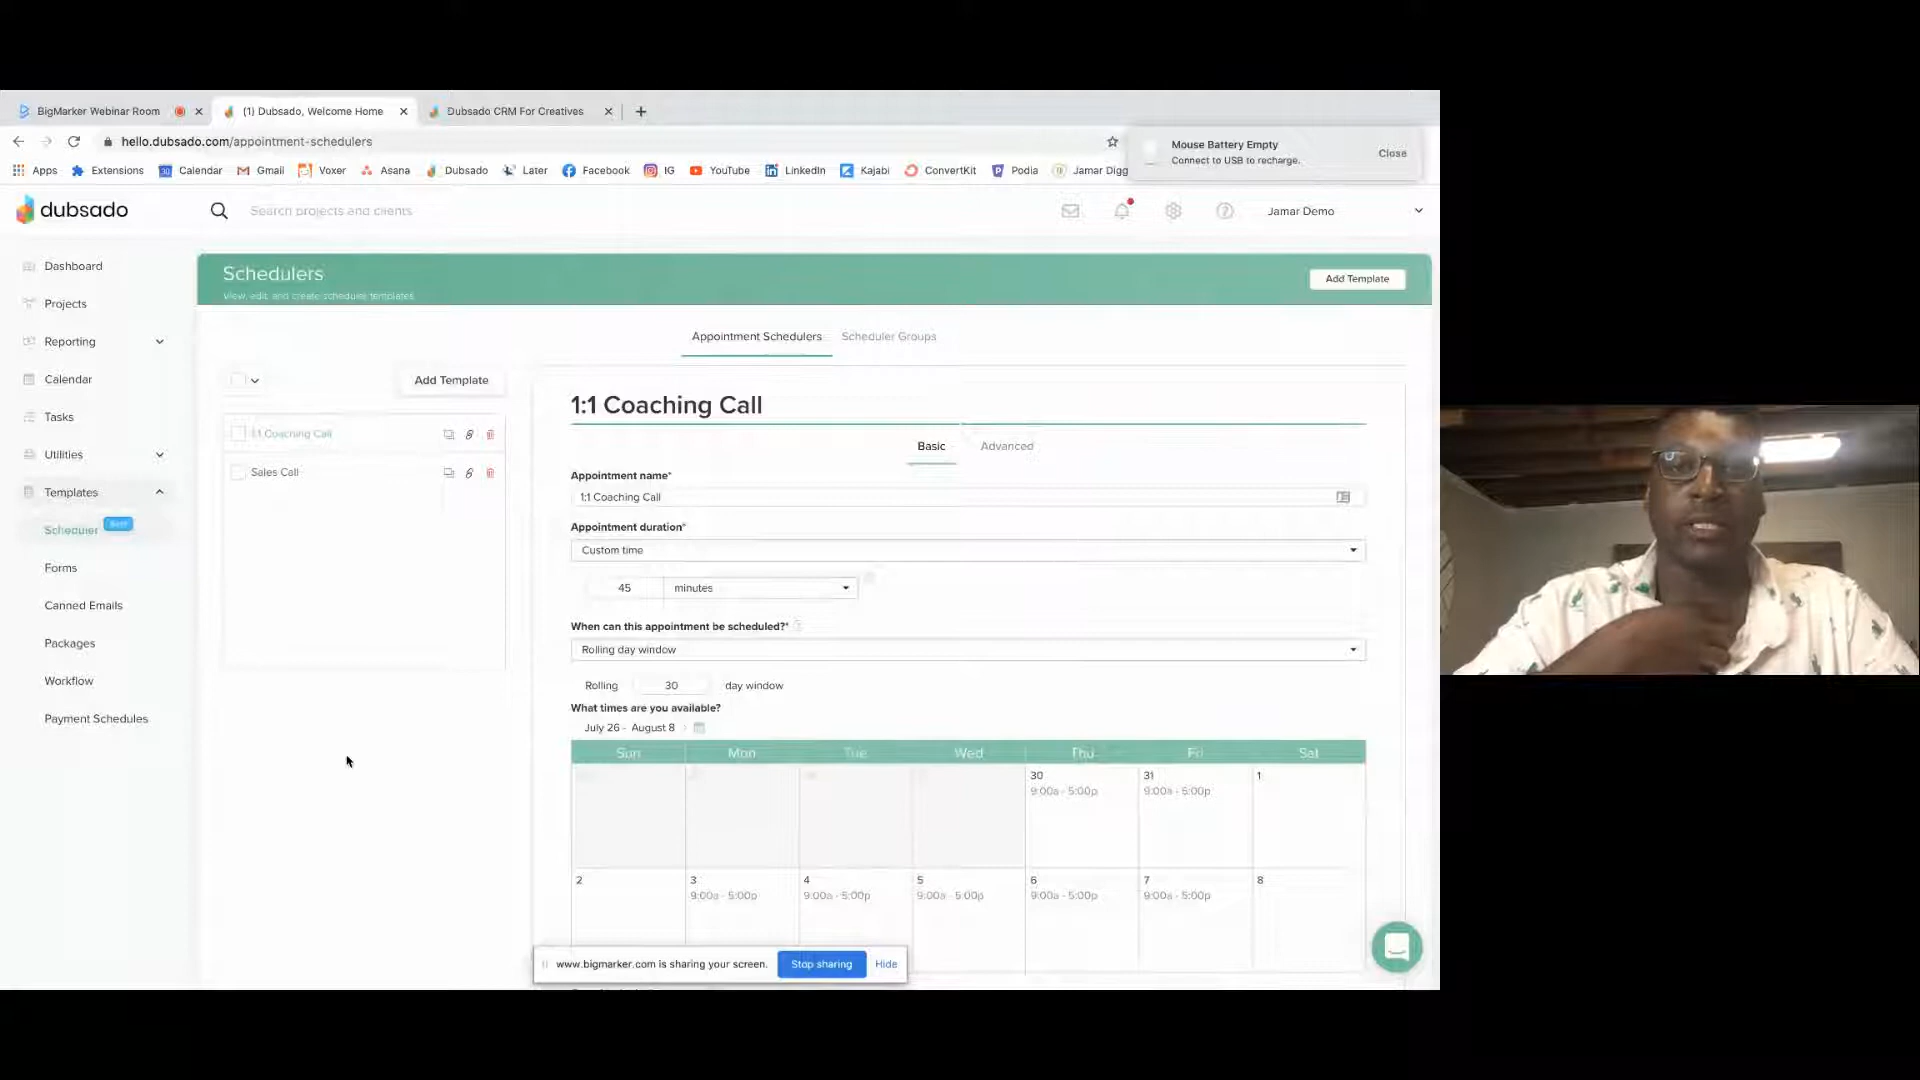 BigMarker Webinar Room
(1) Dubsado, Welcome Home
Dubsado CRM For Creatives
hello.dubsado.com/appointment-schedulers
Mouse Battery Empty
Connect to USB to recharge.
Close
Apps
Extensions
Calendar
Gmail
Voxer
Asana
Dubsado
Later
Facebook
IG
YouTube
LinkedIn
Kajabi
ConvertKit
Podia
Jamar Digg
dubsado
Search projects and clients
Jamar Demo
Dashboard
Projects
Reporting
Calendar
Tasks
Utilities
Templates
Scheduler
Beta
Forms
Canned Emails
Packages
Workflow
Payment Schedules
Schedulers
View, edit, and create scheduler templates
Add Template
Appointment Schedulers
Scheduler Groups
Add Template
1:1 Coaching Call
Sales Call
1:1 Coaching Call
Basic
Advanced
Appointment name*
1:1 Coaching Call
Appointment duration*
Custom time
45
minutes
When can this appointment be scheduled?*
Rolling day window
Rolling
30
day window
What times are you available?
July 26 - August 8
Sun Mon Tue Wed Thu Fri Sat
30 31 1
9:00a - 5:00p 9:00a - 5:00p
2 3 4 5 6 7 8
9:00a - 5:00p 9:00a - 5:00p 9:00a - 5:00p 9:00a - 5:00p 9:00a - 5:00p
www.bigmarker.com is sharing your screen.
Stop sharing
Hide